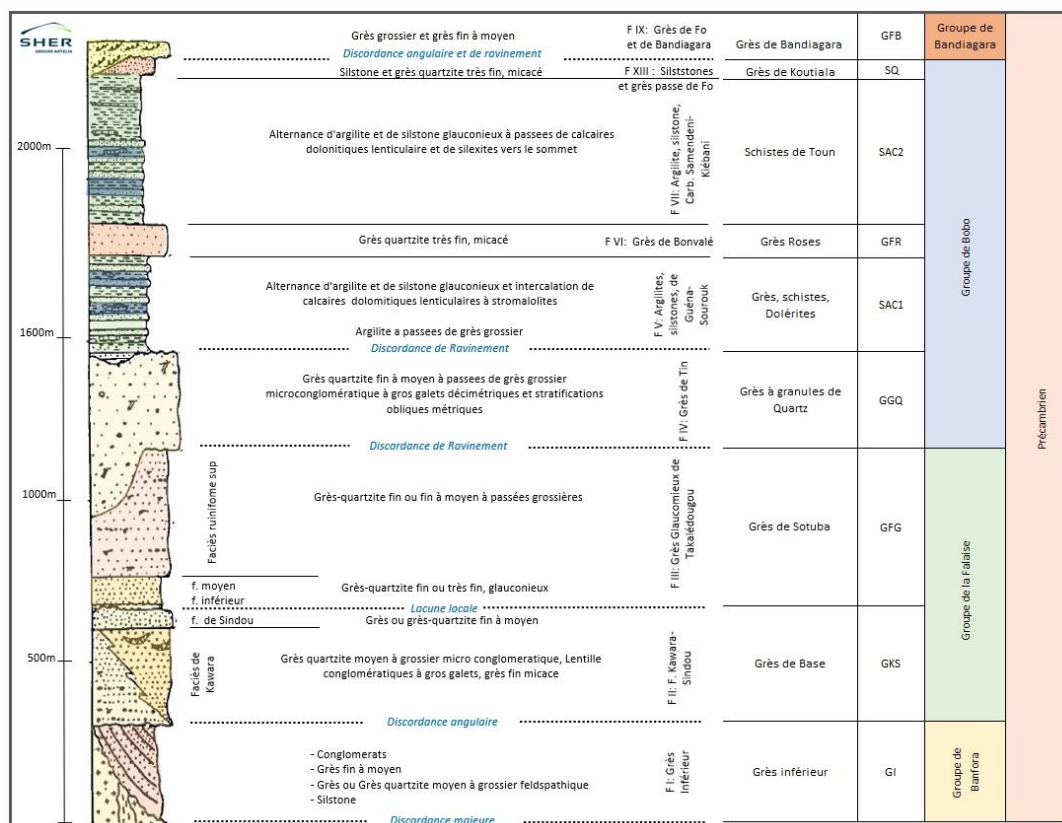 SHER
GROUPE ARTELIA
Grès grossier et grès fin à moyen
Discordance angulaire et de ravinement
F IX: Grès de Fo
et de Bandiagara
Grès de Bandiagara
GFB
Groupe de
Bandiagara
Silstone et grès quartzite très fin, micacé
F XIII : Silststones
et grès passe de Fo
Grès de Koutiala
SQ
2000m
Alternance d'argilite et de silstone glauconieux à passees de calcaires
dolonitiques lenticulaire et de silexites vers le sommet
F VII: Argilite, silstone,
Carb. Samendeni-
Kiébani
Schistes de Toun
SAC2
Grès quartzite très fin, micacé
F VI: Grès de Bonvalé
Grès Roses
GFR
Groupe de Bobo
Alternance d'argilite et de silstone glauconieux et intercalation de
calcaires dolomitiques lenticulaires à stromalolites
Argilite a passees de grès grossier
F V: Argilites,
silstones, de
Guéna-
Sourouk
Grès, schistes,
Dolérites
SAC1
1600m
Discordance de Ravinement
Grès quartzite fin à moyen à passees de grès grossier
microconglomératique à gros galets décimétriques et stratifications
obliques métriques
F IV: Grès de Tin
Grès à granules de
Quartz
GGQ
Précambrien
Discordance de Ravinement
1000m
Faciès ruinifome sup
Grès-quartzite fin ou fin à moyen à passées grossières
F III: Grès Glaucomieux de
Takalédougou
Grès de Sotuba
GFG
Groupe de la Falaise
f. moyen
f. inférieur
Grès-quartzite fin ou très fin, glauconieux
Lacune locale
f. de Sindou
Grès ou grès-quartzite fin à moyen
500m
Faciès de
Kawara
Grès quartzite moyen à grossier micro conglomeratique, Lentille
conglomératiques à gros galets, grès fin micace
F II: F. Kawara-
Sindou
Grès de Base
GKS
Discordance angulaire
- Conglomerats
- Grès fin à moyen
- Grès ou Grès quartzite moyen à grossier feldspathique
- Silstone
F I: Grès
Inférieur
Grès inférieur
GI
Groupe de
Banfora
Discordance majeure